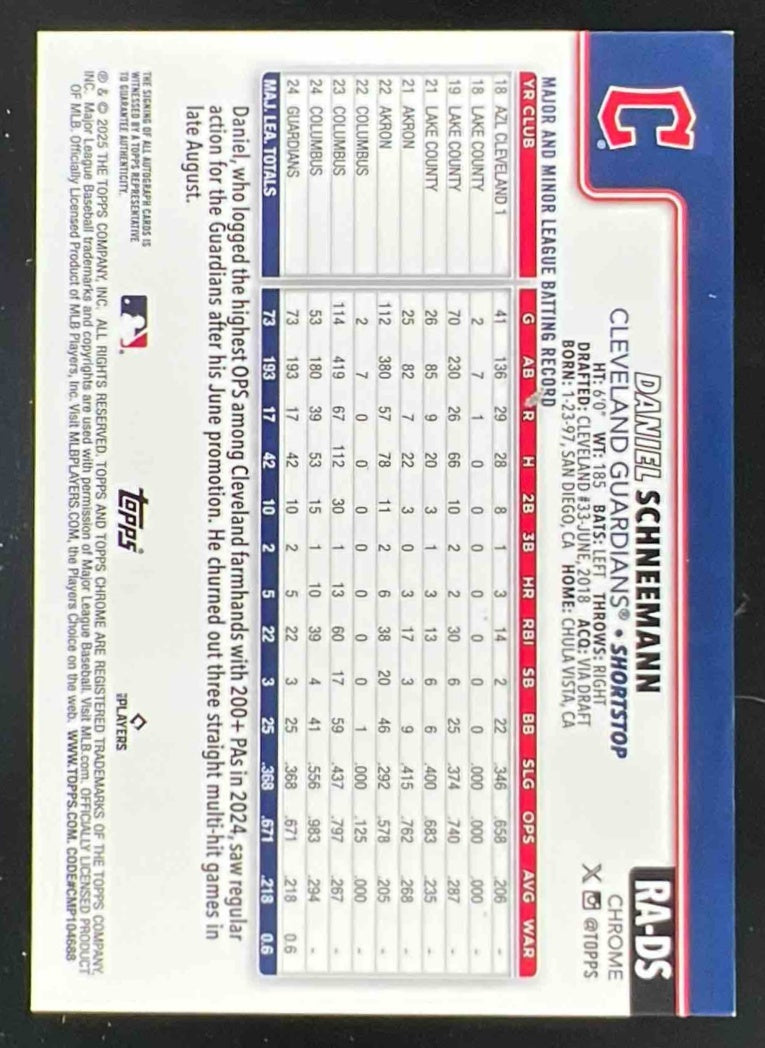 C
RA-DS
DANIEL SCHNEEMANN
CHROME
CLEVELAND GUARDIANS® • SHORTSTOP
X @TOPPS
HT: 6'0" WT: 185 BATS: LEFT THROWS: RIGHT
DRAFTED: CLEVELAND #33-JUNE, 2018 ACQ: VIA DRAFT
BORN: 1-23-97, SAN DIEGO, CA HOME: CHULA VISTA, CA
MAJOR AND MINOR LEAGUE BATTING RECORD
YR CLUB G AB R H 2B 3B HR RBI SB BB SLG OPS AVG WAR
18 AZL CLEVELAND 1 41 136 29 28 8 1 3 14 2 22 .346 .658 .206 -
18 LAKE COUNTY 2 7 1 0 0 0 0 0 0 0 .000 .000 .000 -
19 LAKE COUNTY 70 230 26 66 10 2 2 30 6 25 .374 .740 .287 -
21 LAKE COUNTY 26 85 9 20 3 1 3 13 6 6 .400 .683 .235 -
21 AKRON 25 82 7 22 3 0 3 17 3 9 .415 .762 .268 -
22 AKRON 112 380 57 78 11 2 6 38 20 46 .292 .578 .205 -
22 COLUMBUS 2 7 0 0 0 0 0 0 0 1 .000 .125 .000 -
23 COLUMBUS 114 419 67 112 30 1 13 60 17 59 .437 .797 .267 -
24 COLUMBUS 53 180 39 53 15 1 10 39 4 41 .556 .983 .294 -
24 GUARDIANS 73 193 17 42 10 2 5 22 3 25 .368 .671 .218 0.6
MAJ. LEA. TOTALS 73 193 17 42 10 2 5 22 3 25 .368 .671 .218 0.6
Daniel, who logged the highest OPS among Cleveland farmhands with 200+ PAs in 2024, saw regular
action for the Guardians after his June promotion. He churned out three straight multi-hit games in
late August.
THE SIGNING OF ALL AUTOGRAPH CARDS IS
WITNESSED BY A TOPPS REPRESENTATIVE
TO GUARANTEE AUTHENTICITY.
topps®
PLAYERS
® & © 2025 THE TOPPS COMPANY, INC. ALL RIGHTS RESERVED. TOPPS AND TOPPS CHROME ARE REGISTERED TRADEMARKS OF THE TOPPS COMPANY,
INC. Major League Baseball trademarks and copyrights are used with permission of Major League Baseball. Visit MLB.com. OFFICIALLY LICENSED PRODUCT
OF MLB. Officially Licensed Product of MLB Players, Inc. Visit MLBPLAYERS.COM, the Players Choice on the web. WWW.TOPPS.COM. CODE#CMP104688